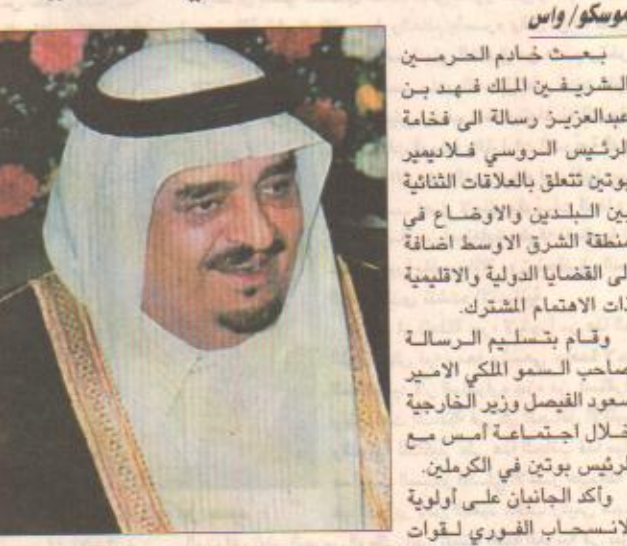 موسكو/ واس
بعث خادم الحرمين
الشريفين الملك فهد بن
عبدالعزيز رسالة الى فخامة
الرئيس الروسي فلاديمير
بوتين تتعلق بالعلاقات الثنائية
بين البلدين والاوضاع في
منطقة الشرق الاوسط اضافة
الى القضايا الدولية والاقليمية
ذات الاهتمام المشترك.
وقام بتسليم الرسالة
صاحب السمو الملكي الامير
سعود الفيصل وزير الخارجية
خلال اجتماعة أمس مع
الرئيس بوتين في الكرملين.
وأكد الجانبان على أولوية
الانسحاب الفوري لقوات